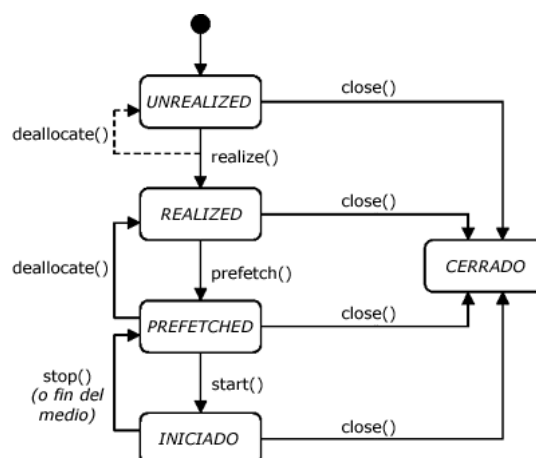 UNREALIZED
close()
deallocate()
realize()
REALIZED
close()
CERRADO
deallocate()
prefetch()
PREFETCHED
close()
stop()
(o fin del
medio)
start()
INICIADO
close()